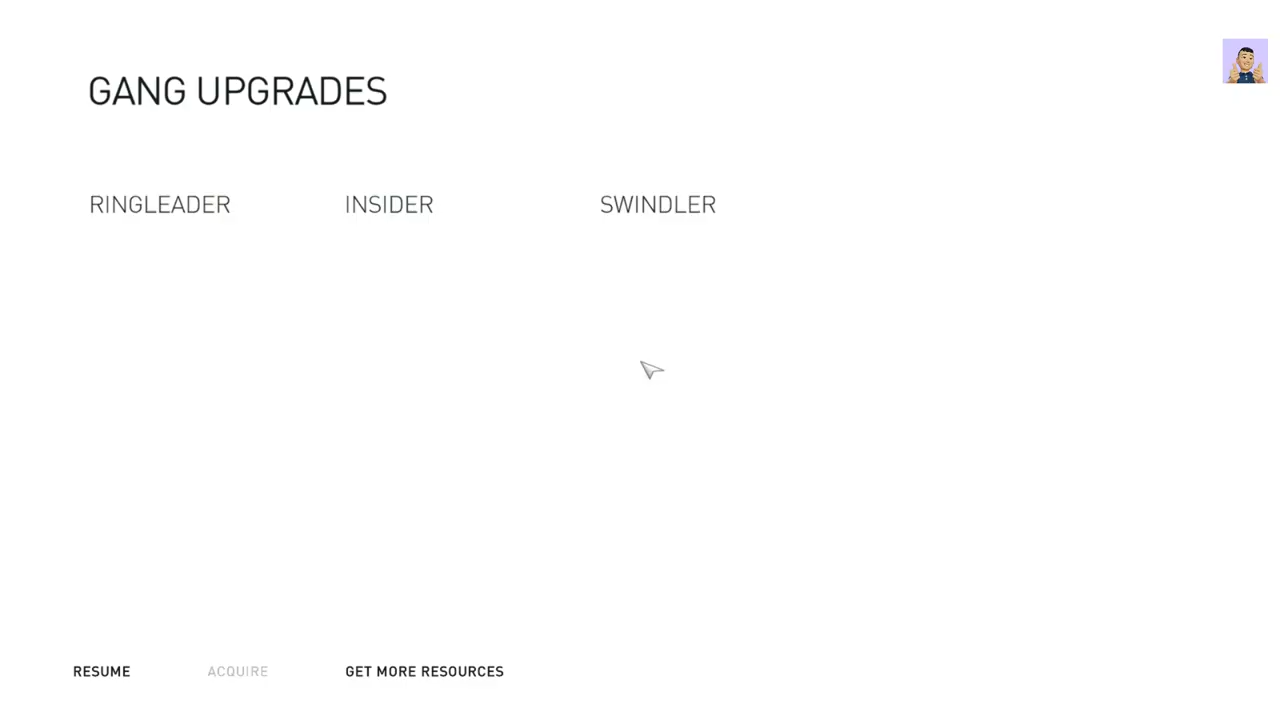 GANG UPGRADES
RINGLEADER INSIDER SWINDLER
RESUME ACQUIRE GET MORE RESOURCES